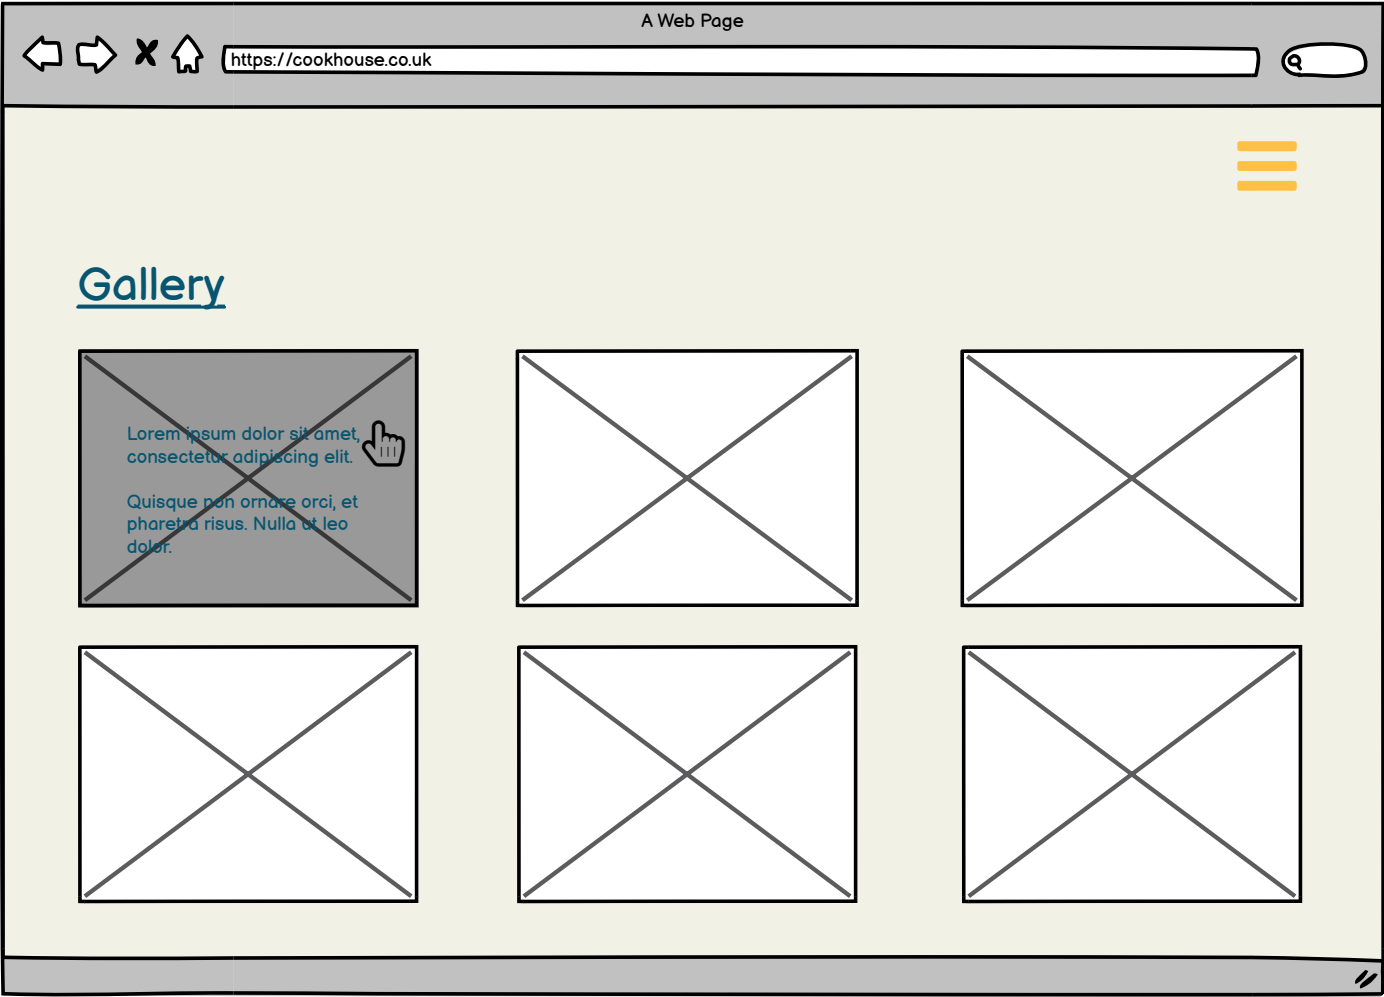 A Web Page
https://cookhouse.co.uk
Gallery
Lorem ipsum dolor sit amet,
consectetur adipiscing elit.
Quisque non ornare orci, et
pharetra risus. Nulla ut leo
dolor.